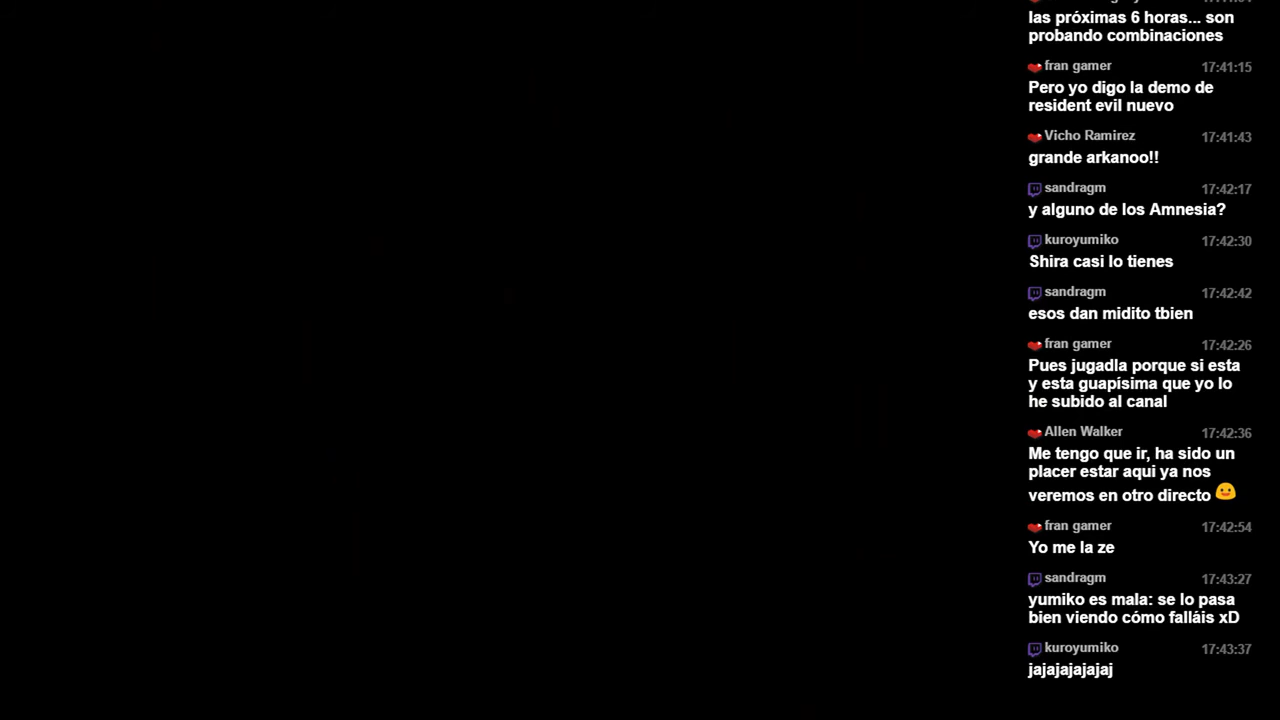 las próximas 6 horas... son
probando combinaciones
fran gamer 17:41:15
Pero yo digo la demo de
resident evil nuevo
Vicho Ramirez 17:41:43
grande arkanoo!!
sandragm 17:42:17
y alguno de los Amnesia?
kuroyumiko 17:42:30
Shira casi lo tienes
sandragm 17:42:42
esos dan midito tbien
fran gamer 17:42:26
Pues jugadla porque si esta
y esta guapísima que yo lo
he subido al canal
Allen Walker 17:42:36
Me tengo que ir, ha sido un
placer estar aqui ya nos
veremos en otro directo
fran gamer 17:42:54
Yo me la ze
sandragm 17:43:27
yumiko es mala: se lo pasa
bien viendo cómo falláis xD
kuroyumiko 17:43:37
jajajajajajaj